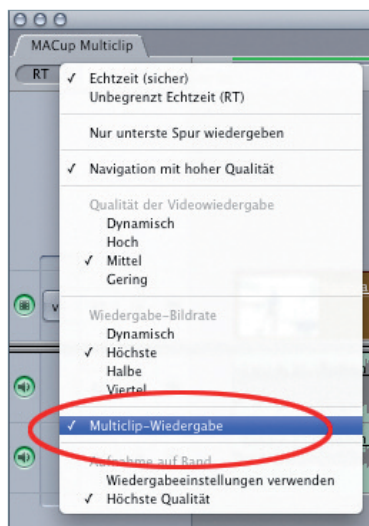 MACup Multiclip
RT
✓ Echtzeit (sicher)
Unbegrenzt Echtzeit (RT)
Nur unterste Spur wiedergeben
✓ Navigation mit hoher Qualität
Qualität der Videowiedergabe
Dynamisch
Hoch
✓ Mittel
Gering
Wiedergabe-Bildrate
Dynamisch
✓ Höchste
Halbe
Viertel
✓ Multiclip-Wiedergabe
Aufnahme auf Band
Wiedergabeeinstellungen verwenden
✓ Höchste Qualität